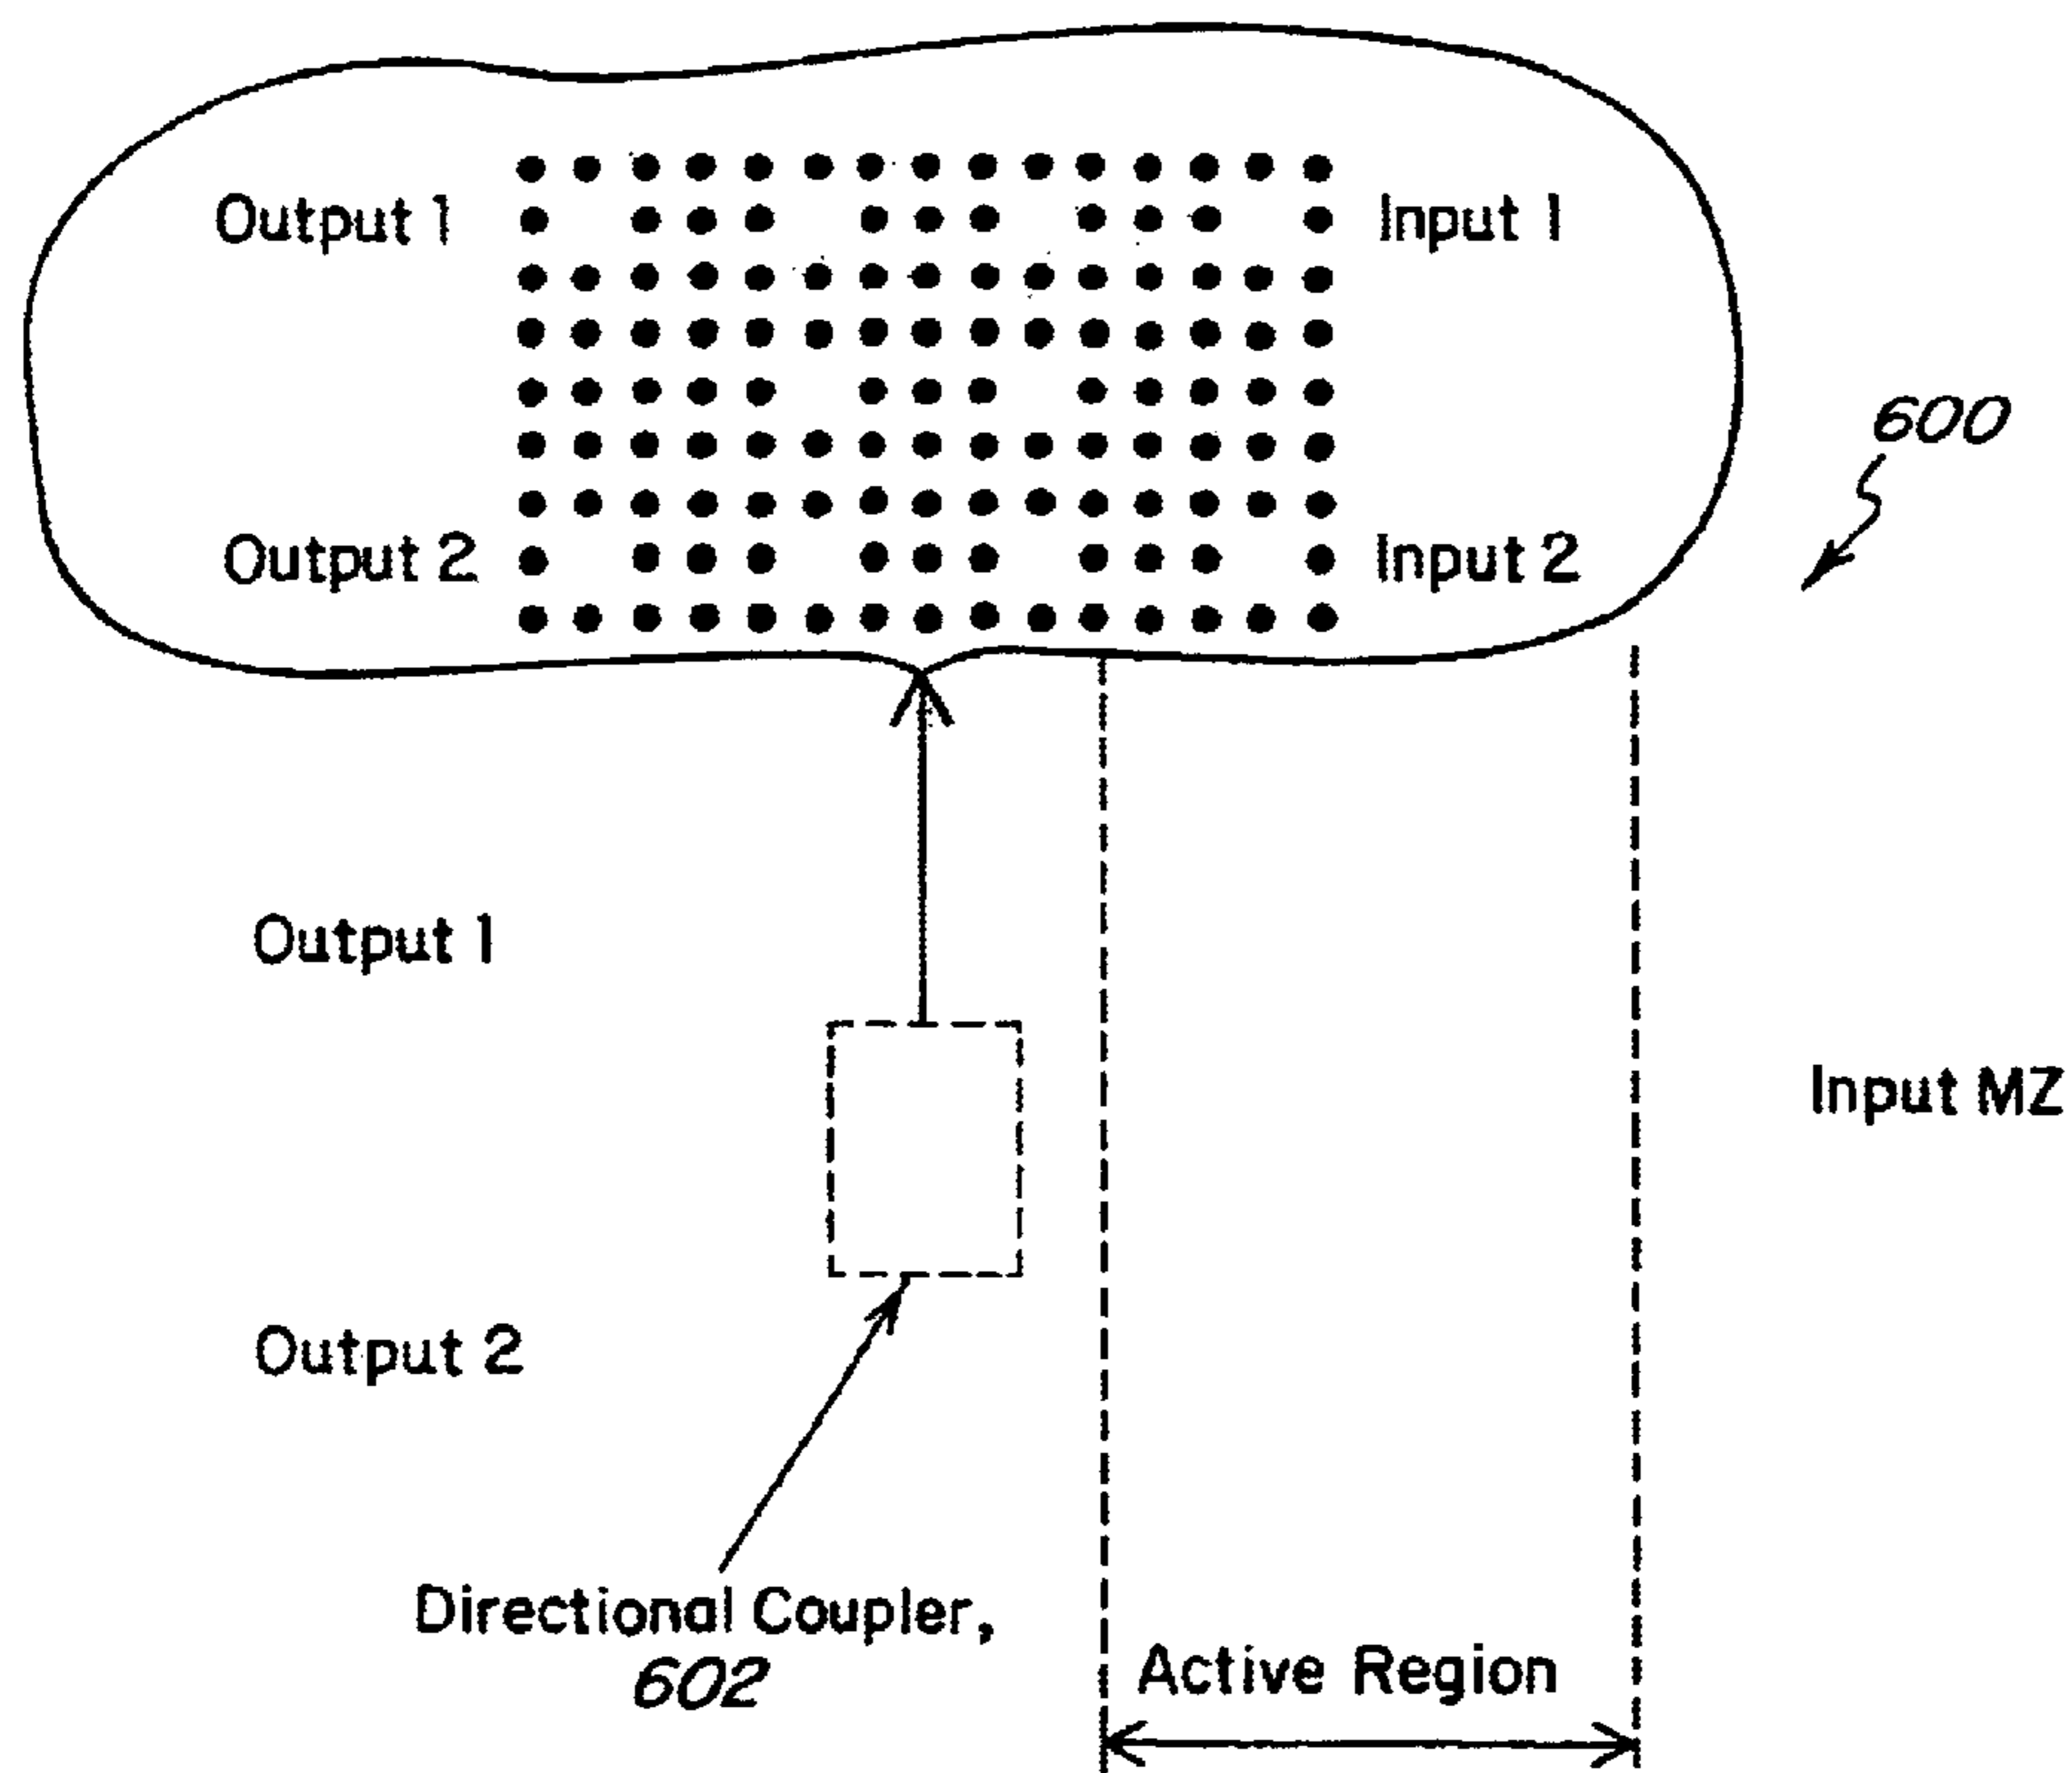 Output 1
Input 1
600
Output 2
Input 2
Output 1
Input MZ
Output 2
Directional Coupler,
602
Active Region